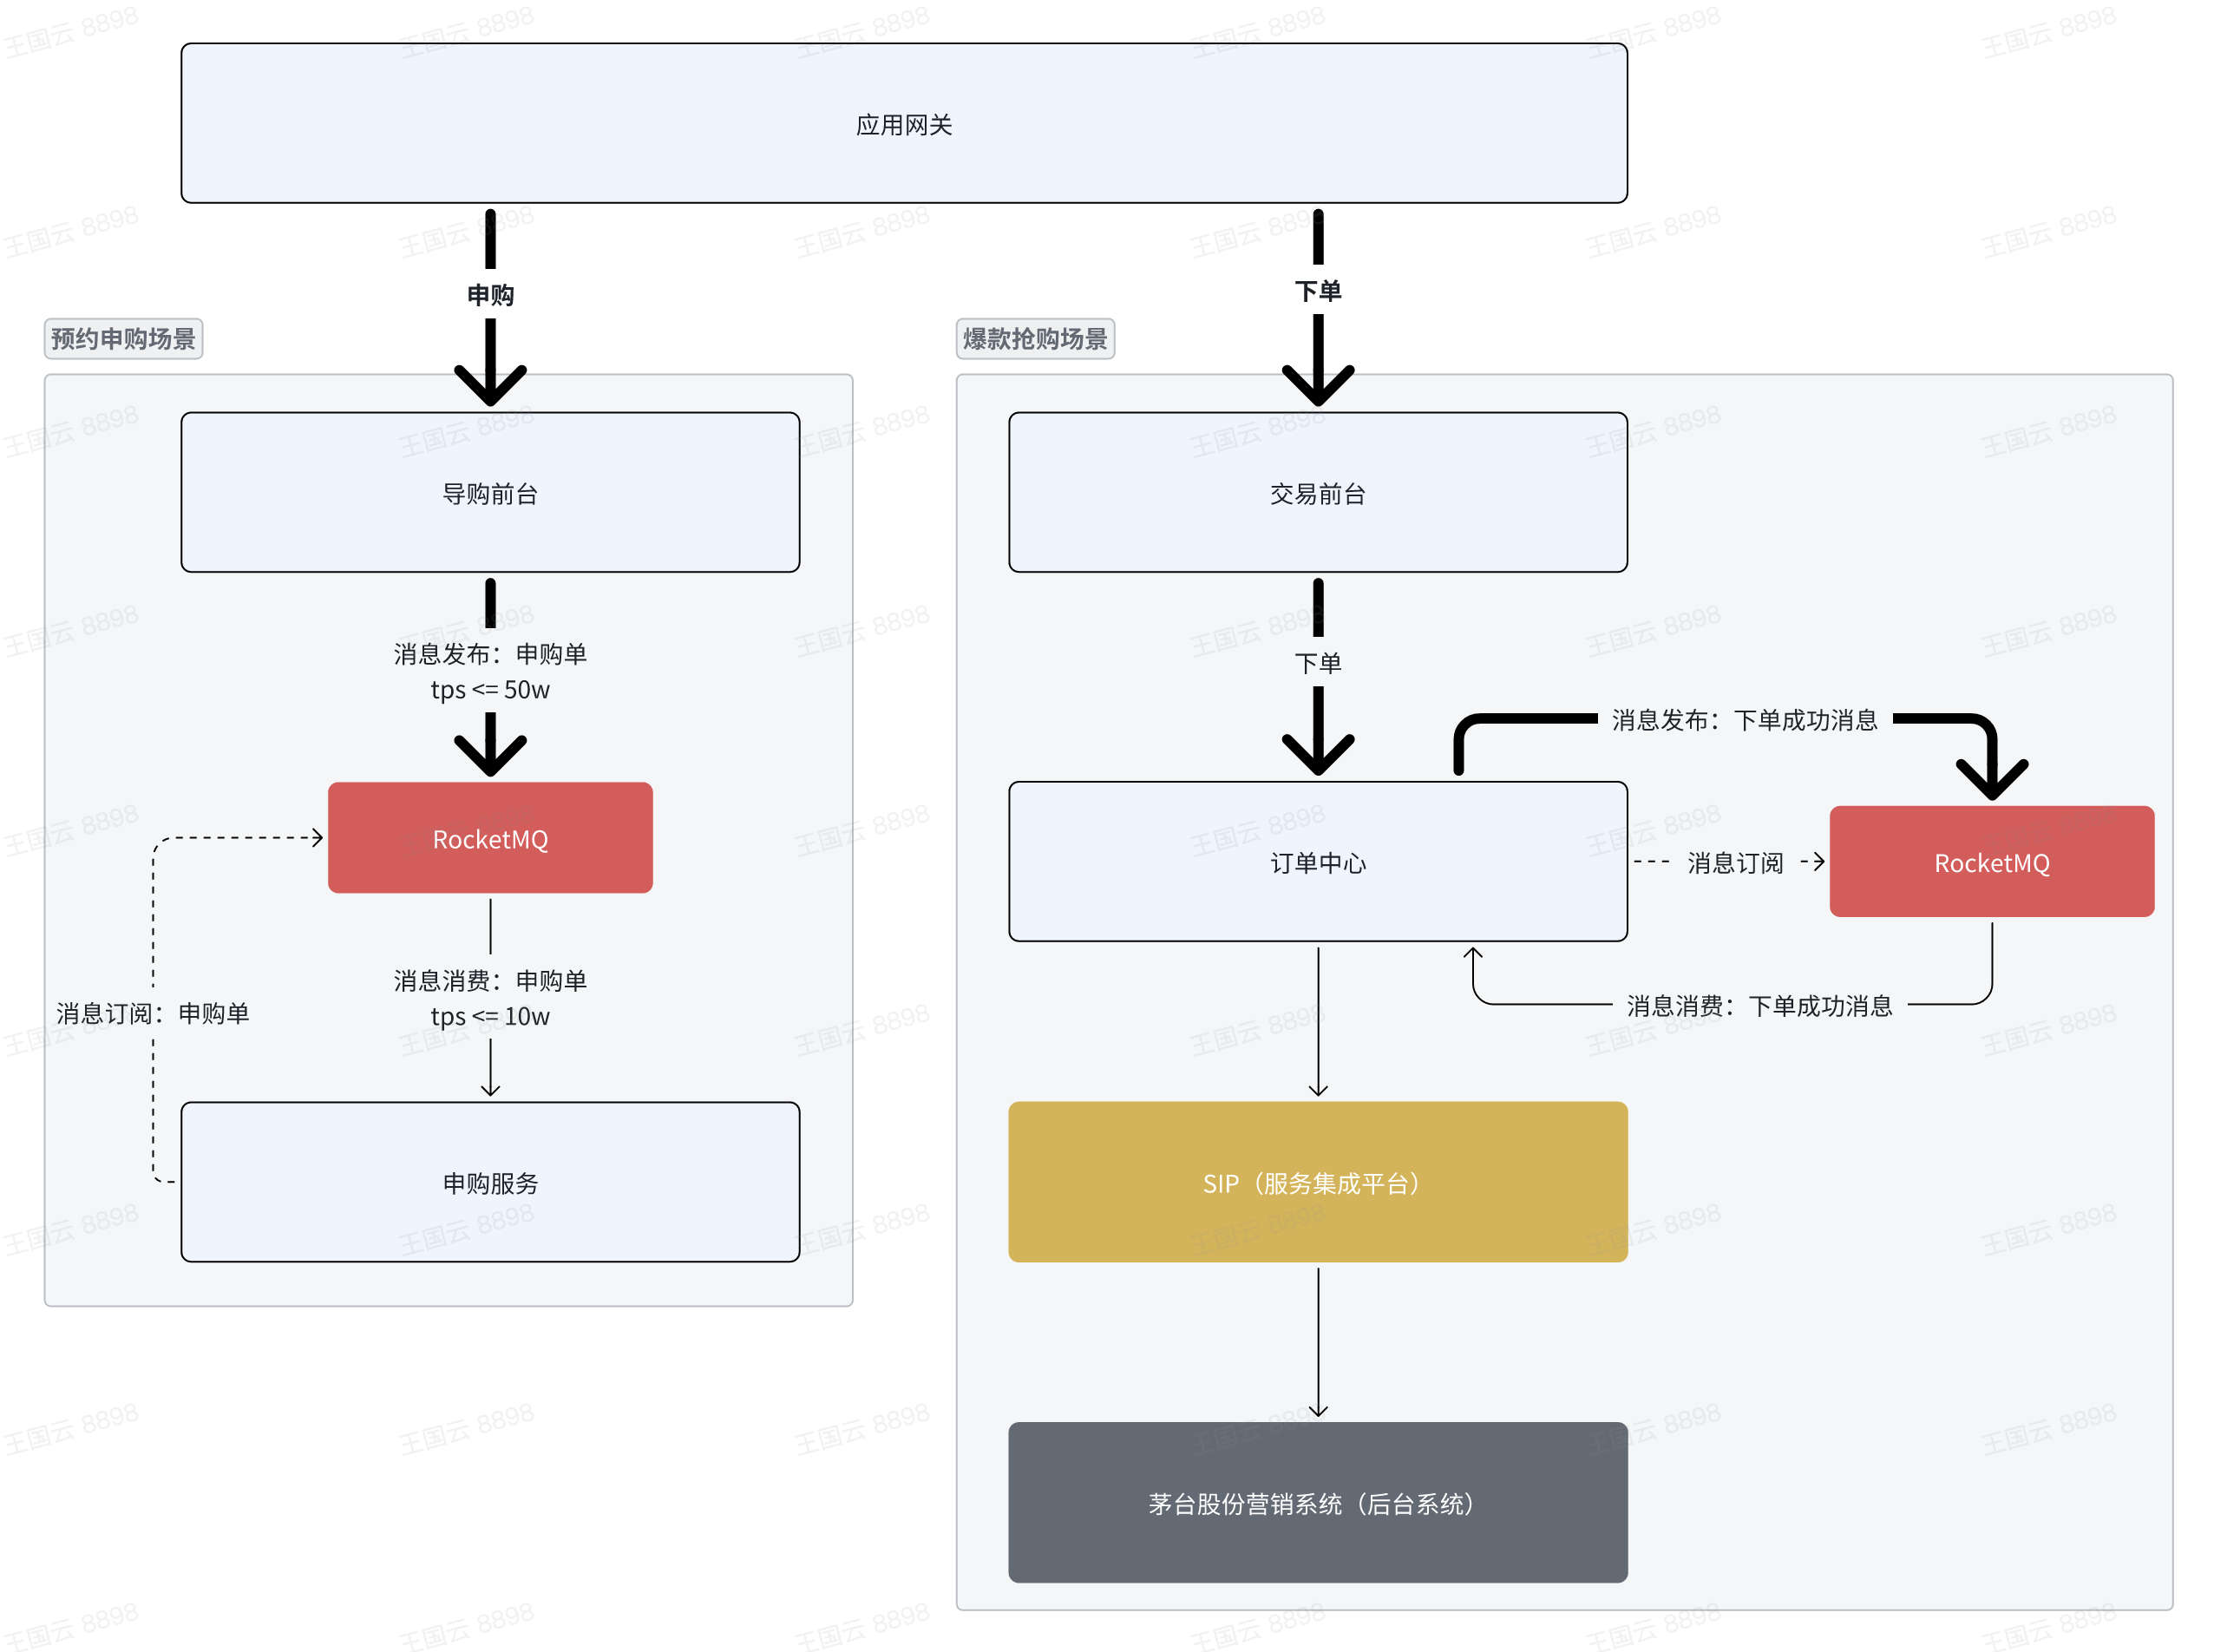 应用网关
申购
下单
预约申购场景
爆款抢购场景
导购前台
交易前台
消息发布：申购单
tps <= 50w
下单
消息发布：下单成功消息
RocketMQ
订单中心
消息订阅
RocketMQ
消息订阅：申购单
消息消费：申购单
tps <= 10w
消息消费：下单成功消息
申购服务
SIP（服务集成平台）
茅台股份营销系统（后台系统）
王国云 8898